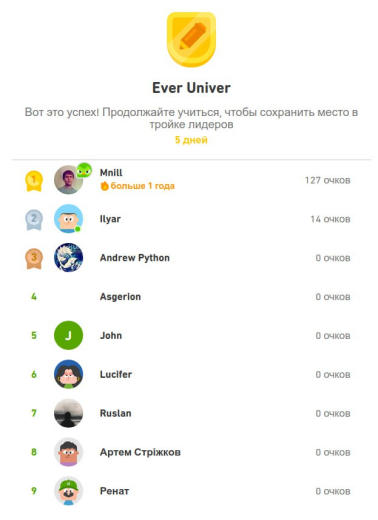 Ever Univer
Вот это успех! Продолжайте учиться, чтобы сохранить место в
тройке лидеров
5 дней
1 Mnill 127 очков
больше 1 года
2 Ilyar 14 очков
3 Andrew Python 0 очков
4 Asgerion 0 очков
5 J John 0 очков
6 Lucifer 0 очков
7 Ruslan 0 очков
8 Артем Стріжков 0 очков
9 Ренат 0 очков